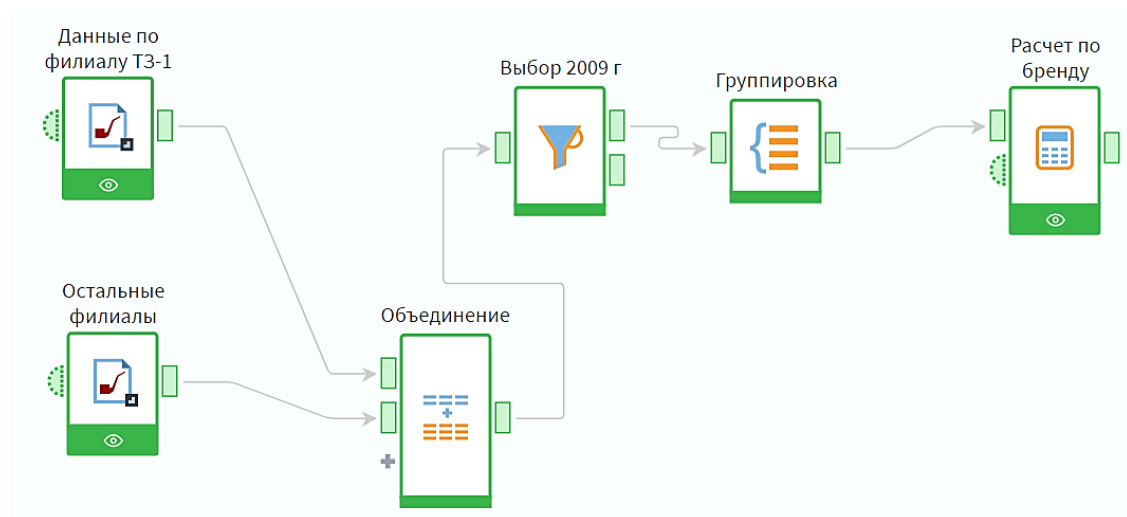 Данные по
филиалу ТЗ-1
Выбор 2009 г
Группировка
Расчет по
бренду
Остальные
филиалы
Объединение